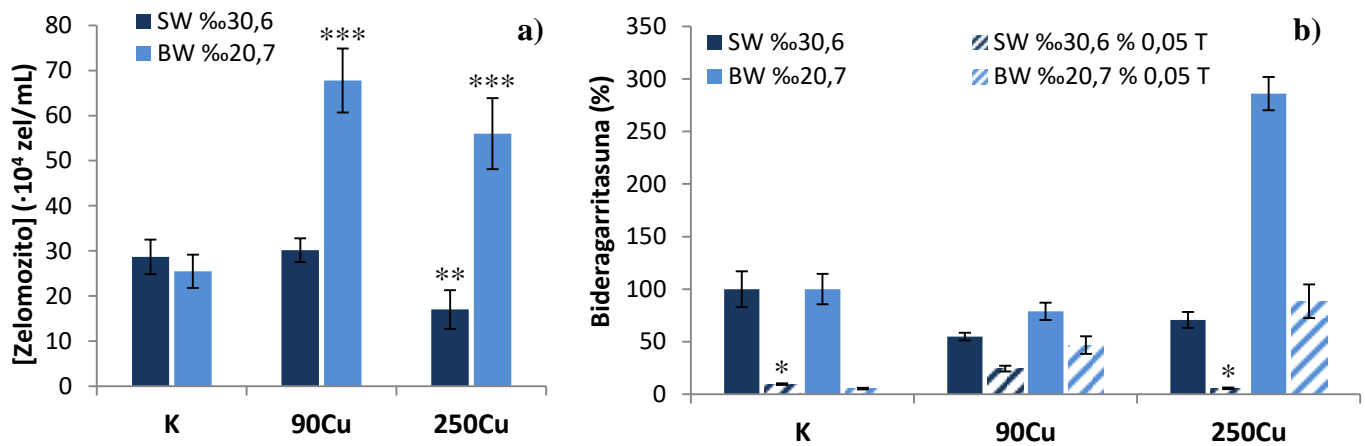 a)
[Zelomozito] (·10⁴ zel/mL)
SW ‰30,6
BW ‰20,7
80
70
60
50
40
30
20
10
0
***
***
**
K 90Cu 250Cu
b)
Bideragarritasuna (%)
SW ‰30,6 SW ‰30,6 % 0,05 T
BW ‰20,7 BW ‰20,7 % 0,05 T
350
300
250
200
150
100
50
0
*
*
K 90Cu 250Cu